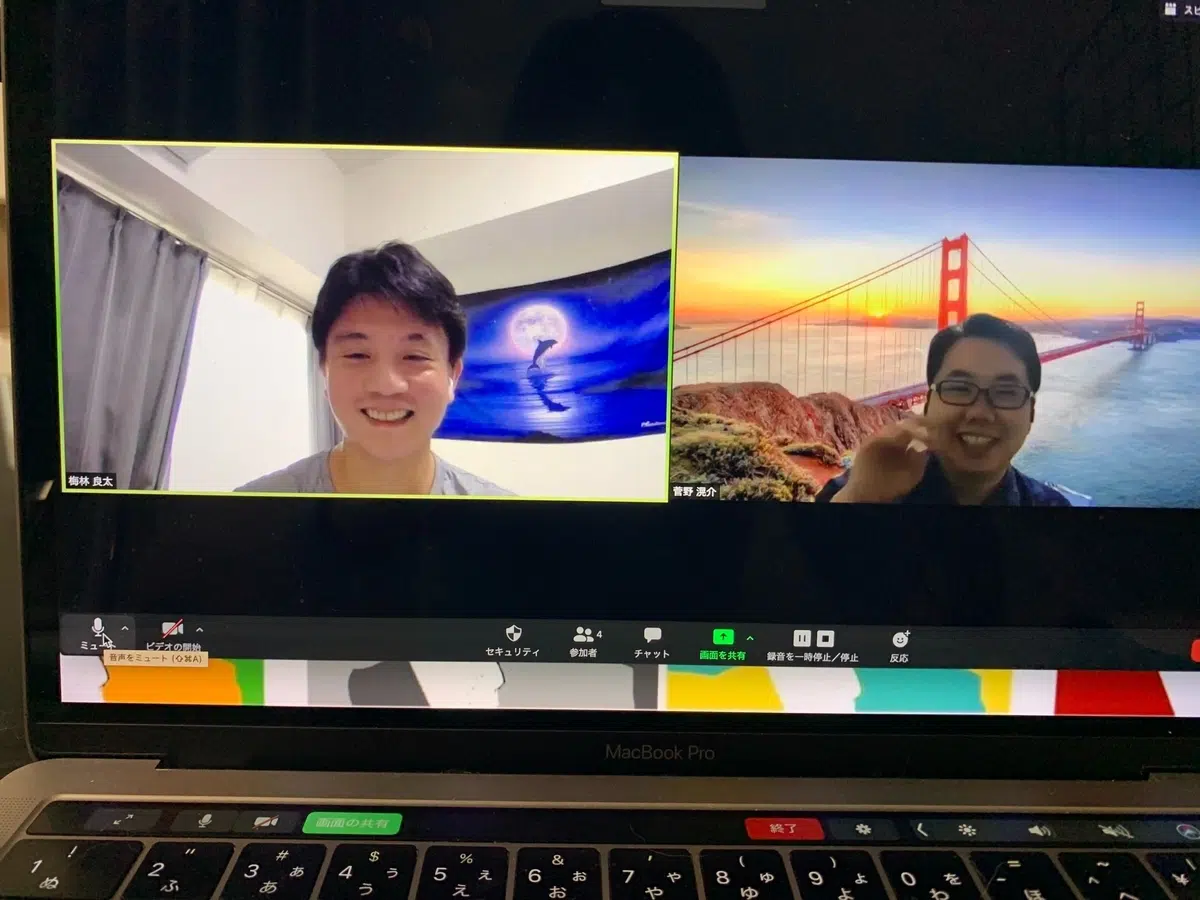 スピ
梅林 良太
菅野 滉介
ミュート
ビデオの開始
セキュリティ
参加者
4
チャット
画面を共有
録音を一時停止/停止
反応
音声をミュート (⇧⌘A)
MacBook Pro
画面の共有
終了
! 1 ぬ
" 2 ふ
# 3 ぁ あ
$ 4 ぅ う
% 5 ぇ え
& 6 ぉ お
' 7 ゃ や
( 8 ゅ ゆ
) 9 ょ よ
0 を わ
= - ほ
~ ^ へ
¥